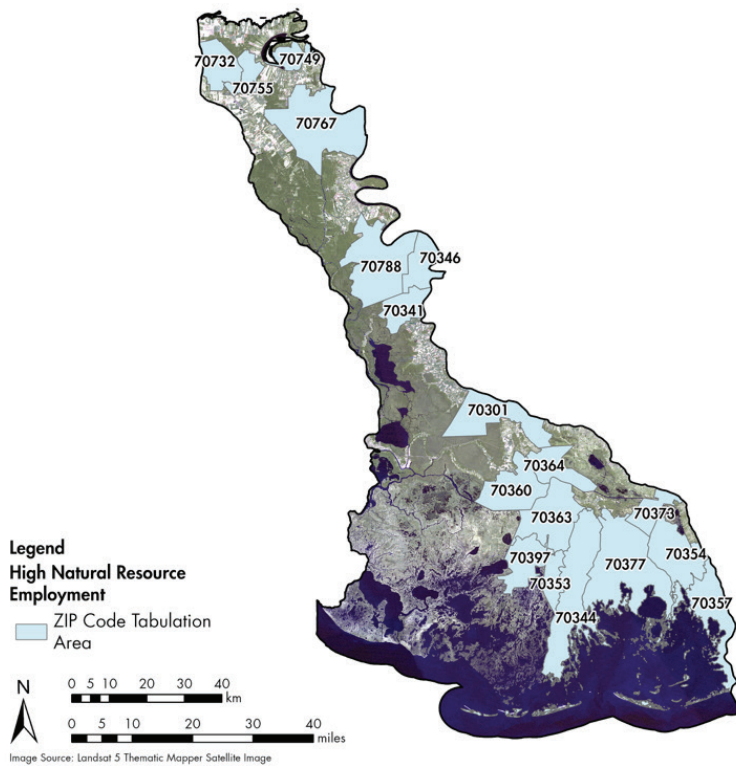 70732
70749
70755
70767
70788
70346
70341
70301
70364
70360
70363
70373
70397
70377
70354
70353
70344
70357
Legend
High Natural Resource
Employment
ZIP Code Tabulation
Area
N
0 5 10 20 30 40
km
0 5 10 20 30 40
miles
Image Source: Landsat 5 Thematic Mapper Satellite Image